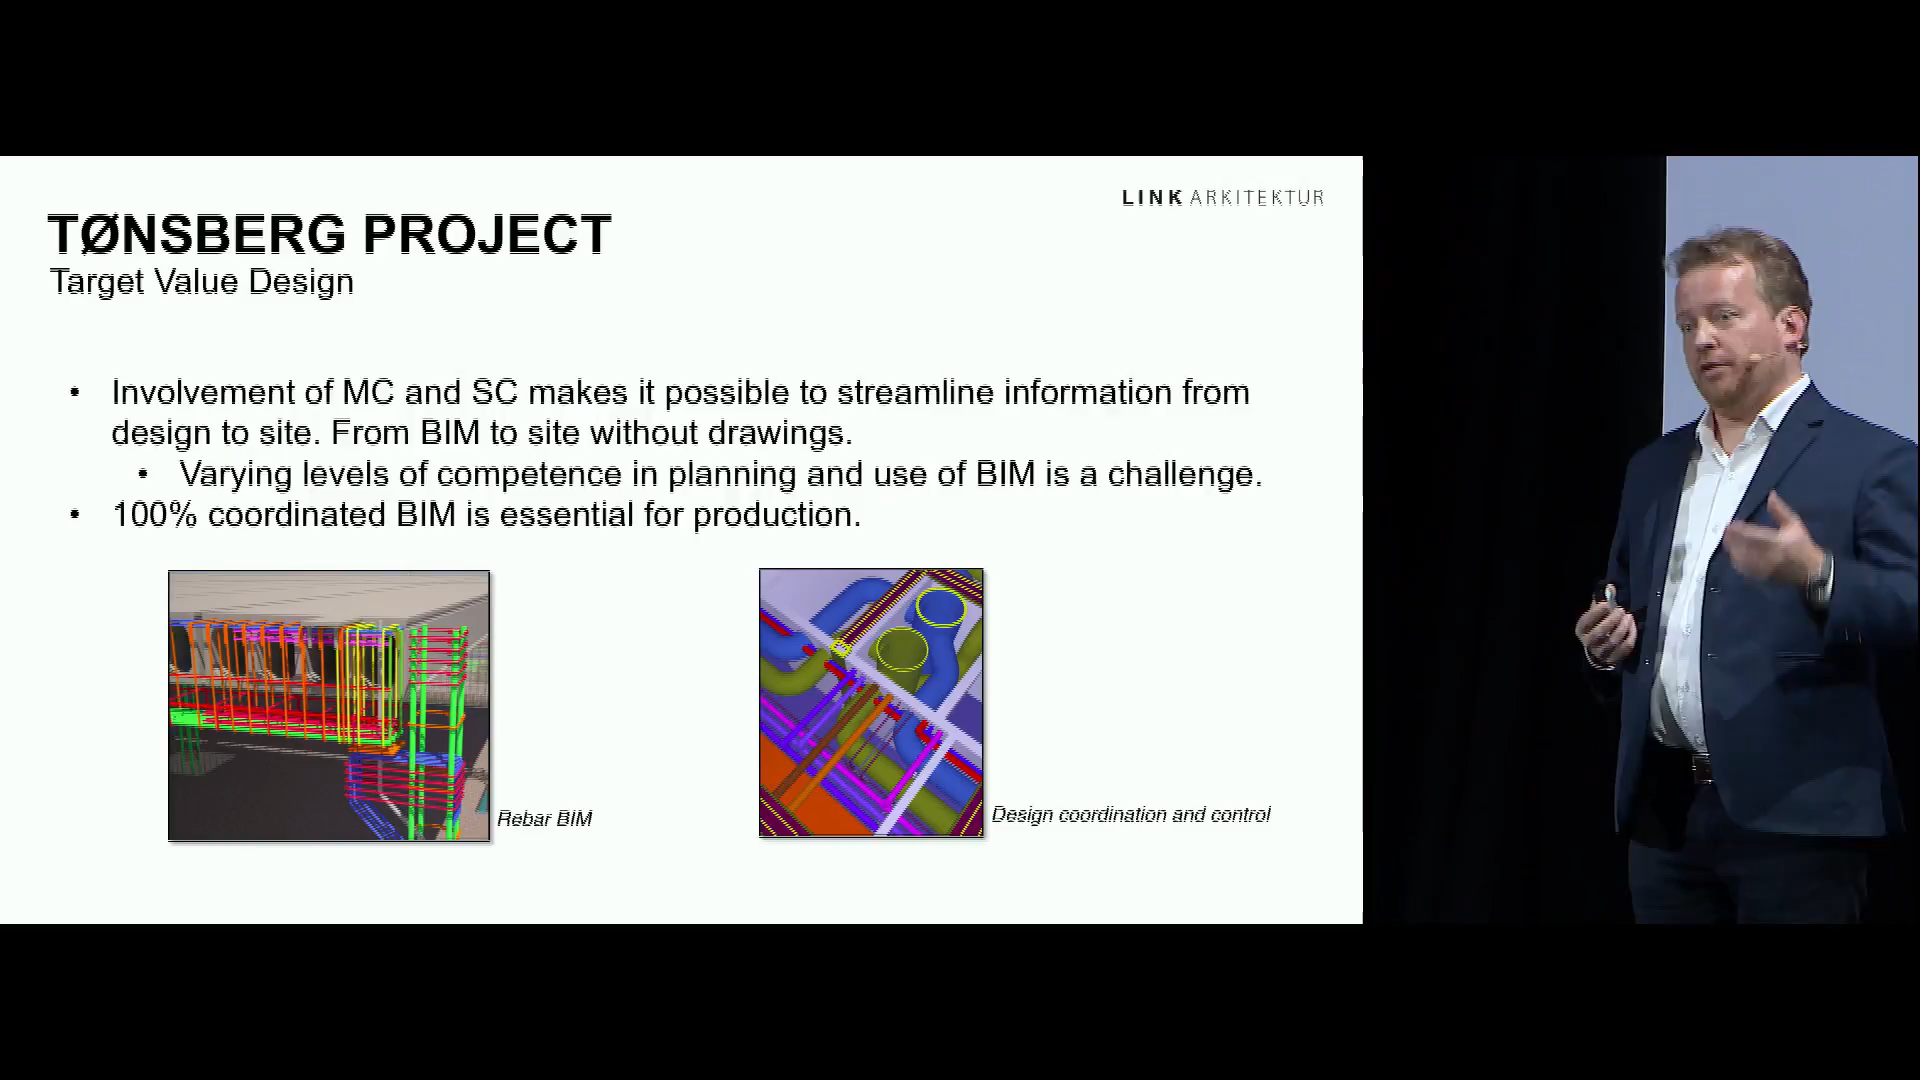 LINK ARKITEKTUR
TØNSBERG PROJECT
Target Value Design
• Involvement of MC and SC makes it possible to streamline information from
design to site. From BIM to site without drawings.
• Varying levels of competence in planning and use of BIM is a challenge.
• 100% coordinated BIM is essential for production.
Rebar BIM
Design coordination and control